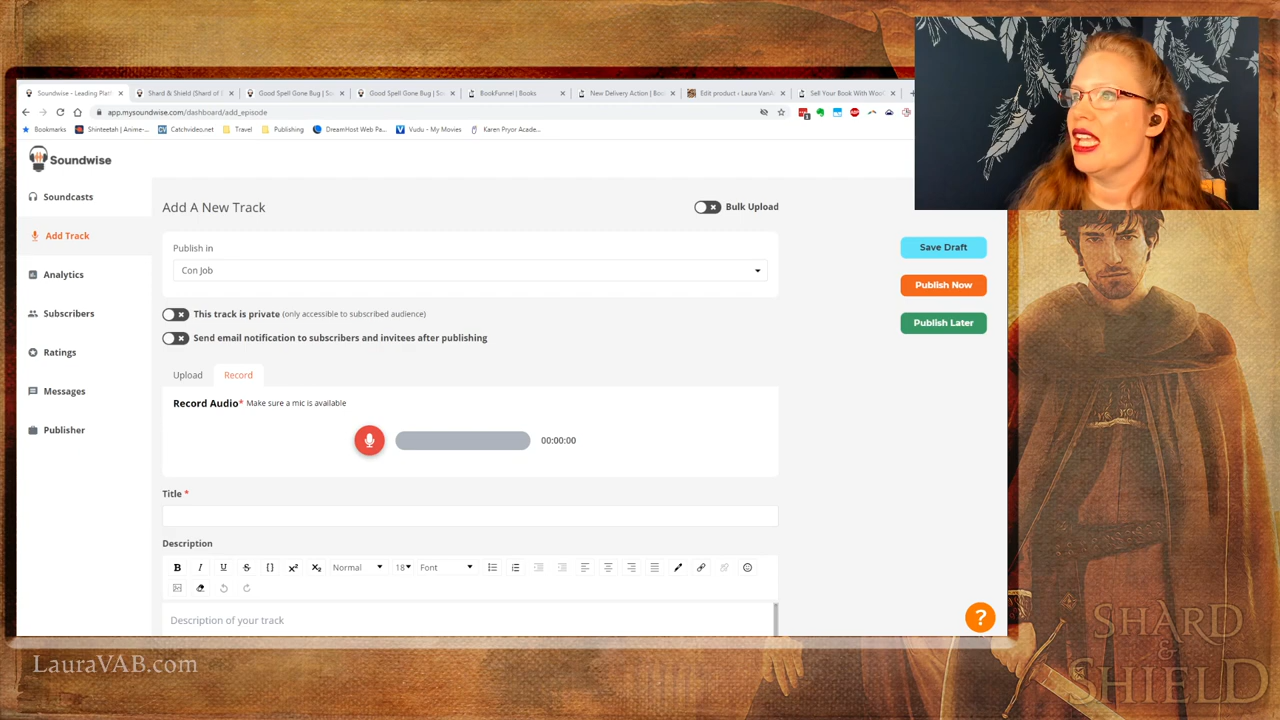 Soundwise - Leading Platf
Shard & Shield (Shard of
Good Spell Gone Bug | So
Good Spell Gone Bug | So
BookFunnel | Books
New Delivery Action | Boo
Edit product ‹ Laura VanA
Sell Your Book With Woo
app.mysoundwise.com/dashboard/add_episode
Bookmarks
Shinteetah | Anime-...
Catchvideo.net
Travel
Publishing
DreamHost Web Pa...
Vudu - My Movies
Karen Pryor Acade...
Soundwise
Soundcasts
Add Track
Analytics
Subscribers
Ratings
Messages
Publisher
Add A New Track
Bulk Upload
Publish in
Con Job
This track is private (only accessible to subscribed audience)
Send email notification to subscribers and invitees after publishing
Upload
Record
Record Audio* Make sure a mic is available
00:00:00
Title *
Description
B I U S {} x² X₂ Normal 18 Font
Description of your track
Save Draft
Publish Now
Publish Later
?
LauraVAB.com
SHARD
&
SHIELD